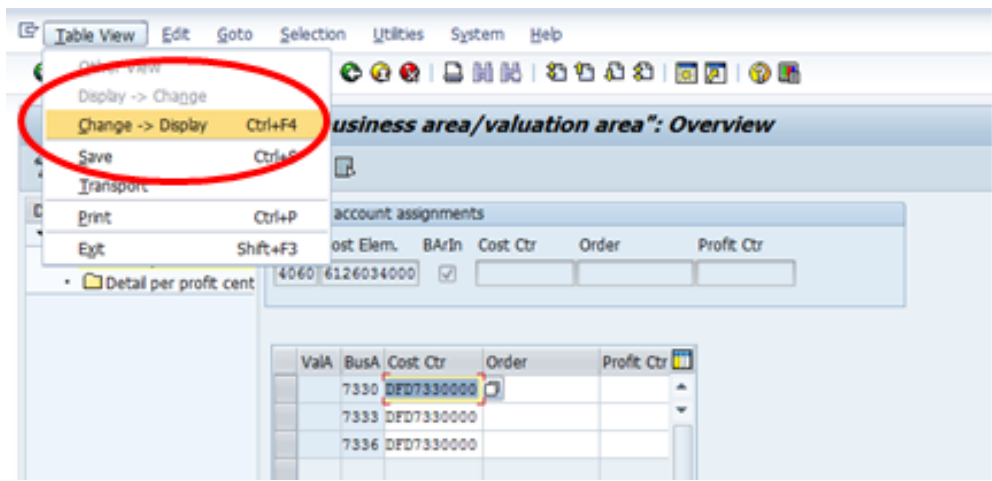 Table View Edit Goto Selection Utilities System Help
Other View
Display -> Change
Change -> Display Ctrl+F4
usiness area/valuation area": Overview
Save
Transport
Print Ctrl+P
account assignments
Exit Shift+F3
ost Elem. BArIn Cost Ctr Order Profit Ctr
4060 6126034000
Detail per profit cent
ValA BusA Cost Ctr Order Profit Ctr
7330 DFD7330000
7333 DFD7330000
7336 DFD7330000